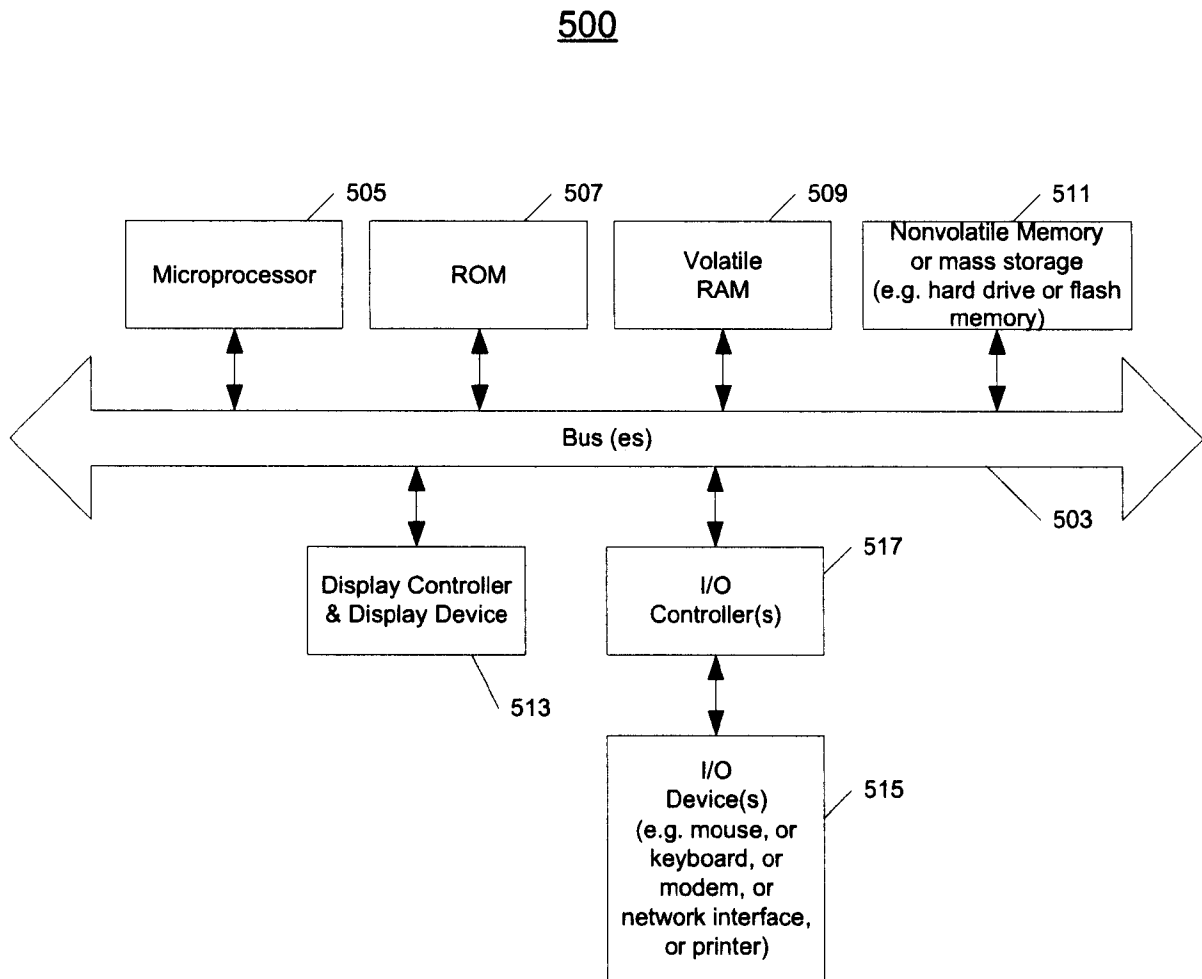 500
505
507
509
511
Microprocessor
ROM
Volatile
RAM
Nonvolatile Memory
or mass storage
(e.g. hard drive or flash
memory)
Bus (es)
503
517
Display Controller
& Display Device
I/O
Controller(s)
513
I/O
Device(s)
(e.g. mouse, or
keyboard, or
modem, or
network interface,
or printer)
515